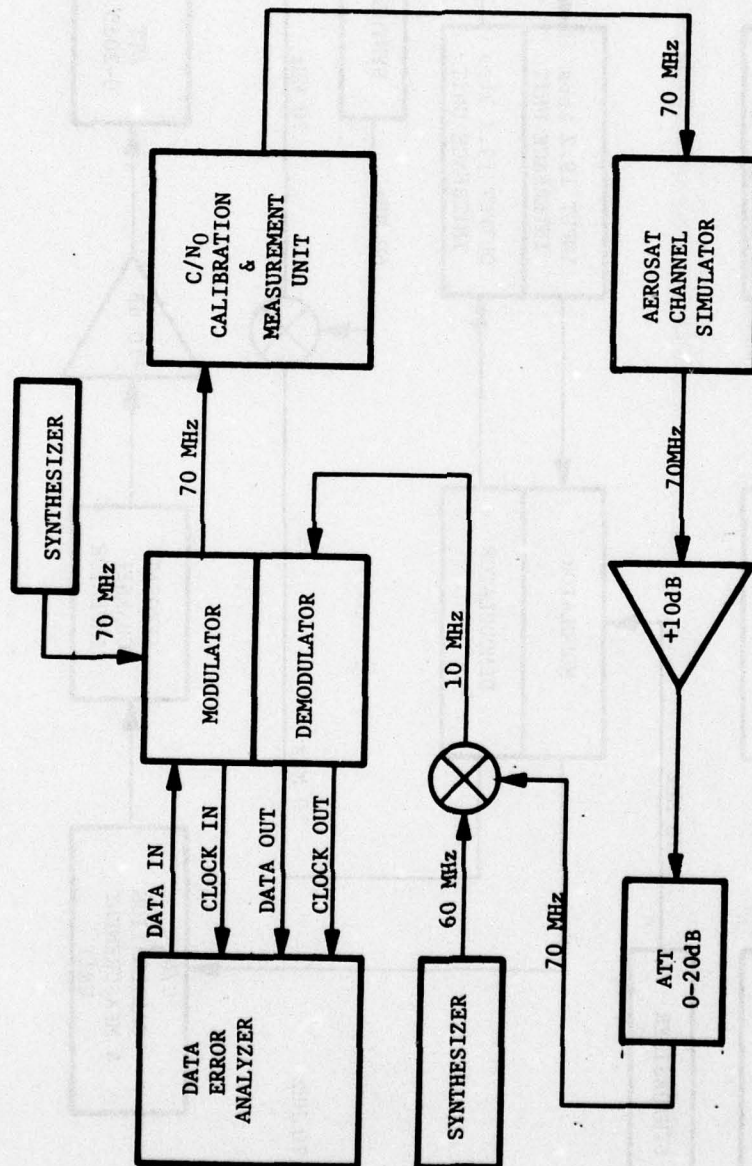 SYNTHESIZER
70 MHz
DATA
ERROR
ANALYZER
DATA IN
CLOCK IN
DATA OUT
CLOCK OUT
MODULATOR
DEMODULATOR
70 MHz
C/N0
CALIBRATION
&
MEASUREMENT
UNIT
70 MHz
SYNTHESIZER
60 MHz
10 MHz
70 MHz
ATT
0-20dB
+10dB
70MHz
AEROSAT
CHANNEL
SIMULATOR